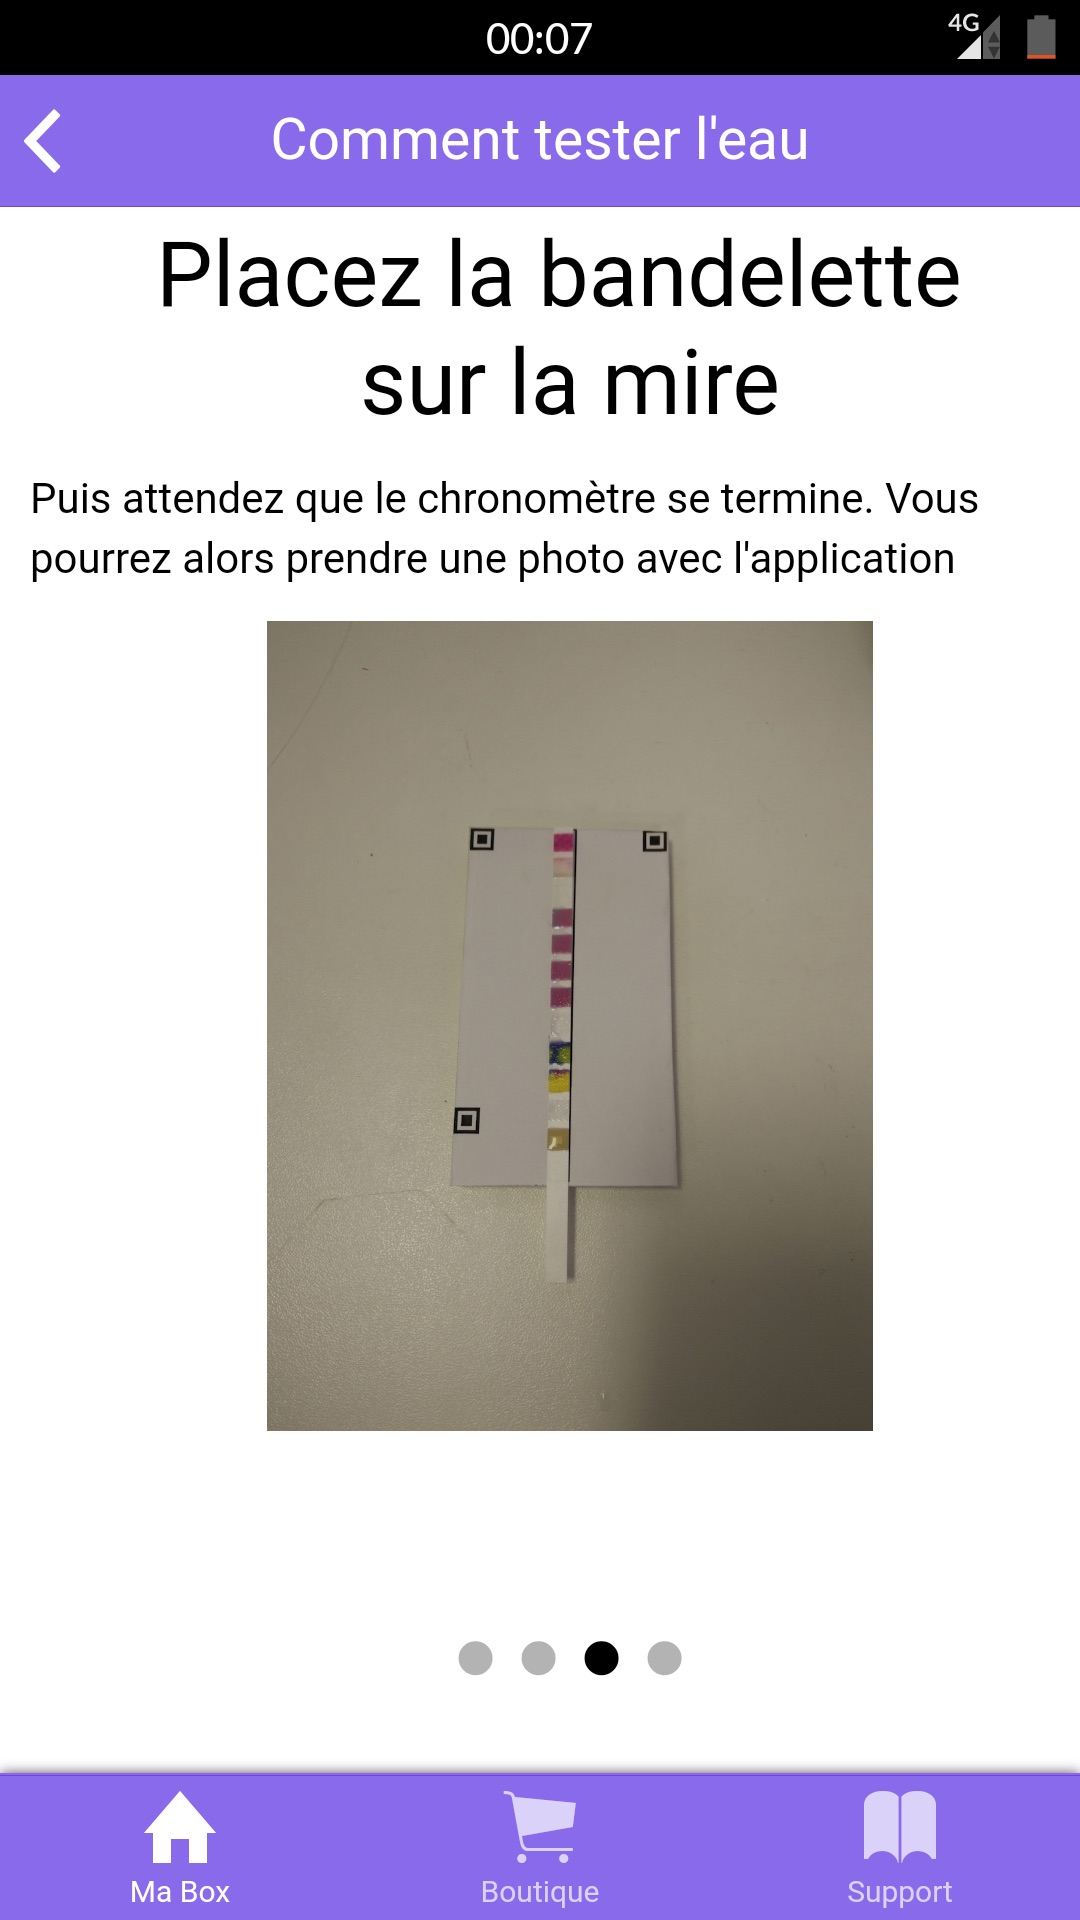 00:07
4G
Comment tester l'eau
Placez la bandelette
sur la mire
Puis attendez que le chronomètre se termine. Vous
pourrez alors prendre une photo avec l'application
Ma Box
Boutique
Support